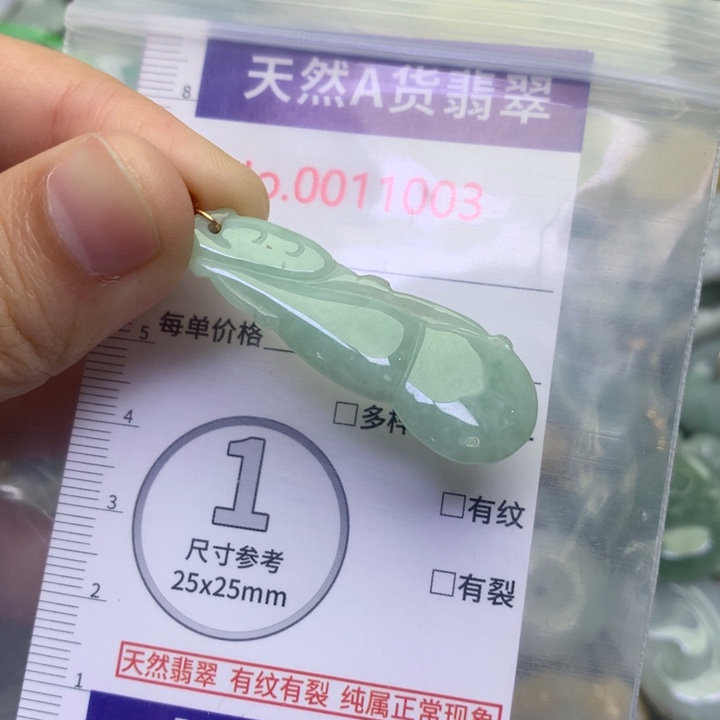 天然A货翡翠
No.0011003
8
每单价格
5
4
3
2
1
□多样
□有纹
□有裂
1
尺寸参考
25x25mm
天然翡翠 有纹有裂 纯属正常现象